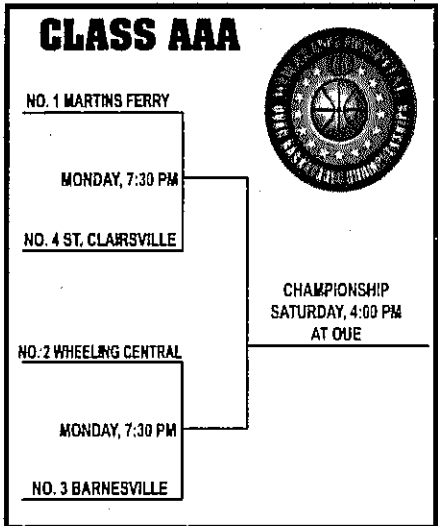 CLASS AAA
NO. 1 MARTINS FERRY
MONDAY, 7:30 PM
NO. 4 ST. CLAIRSVILLE
CHAMPIONSHIP
SATURDAY, 4:00 PM
AT OUE
NO. 2 WHEELING CENTRAL
MONDAY, 7:30 PM
NO. 3 BARNESVILLE